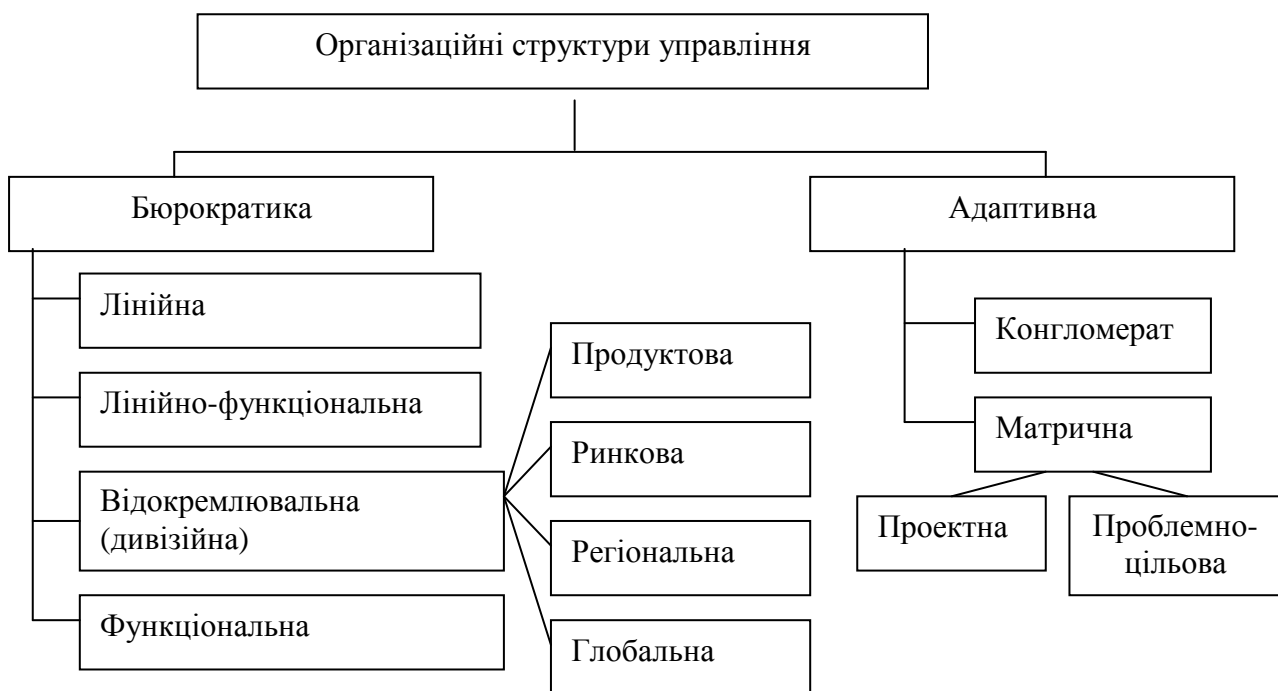 Організаційні структури управління
Бюрократика
Адаптивна
Лінійна
Лінійно-функціональна
Відокремлювальна
(дивізійна)
Функціональна
Продуктова
Ринкова
Регіональна
Глобальна
Конгломерат
Матрична
Проектна
Проблемно-
цільова